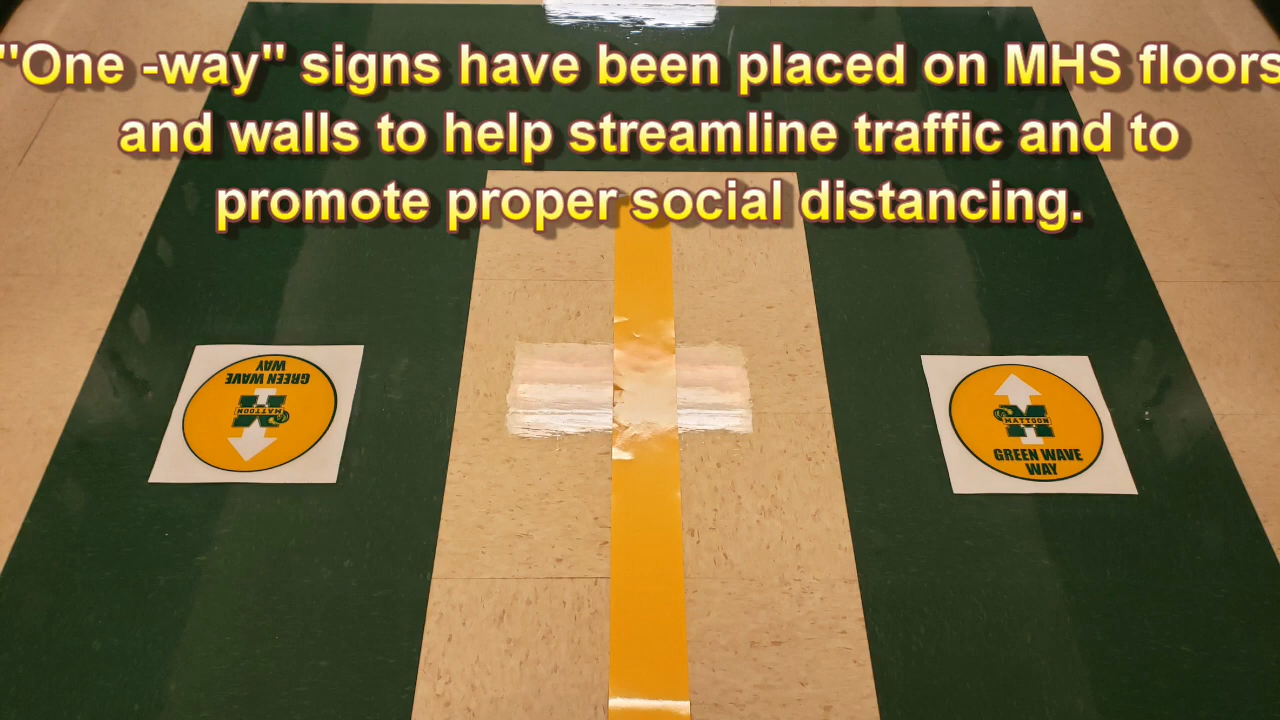 "One -way" signs have been placed on MHS floors
and walls to help streamline traffic and to
promote proper social distancing.
GREEN WAVE
WAY
MATTOON
MATTOON
GREEN WAVE
WAY